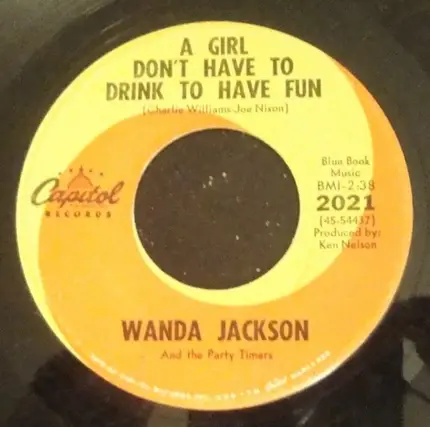 A GIRL
DON'T HAVE TO
DRINK TO HAVE FUN
(Charlie Williams-Joe Nixon)
Capitol
RECORDS
Blue Book
Music
BMI-2:38
2021
(45-54437)
Produced by:
Ken Nelson
WANDA JACKSON
And the Party Timers